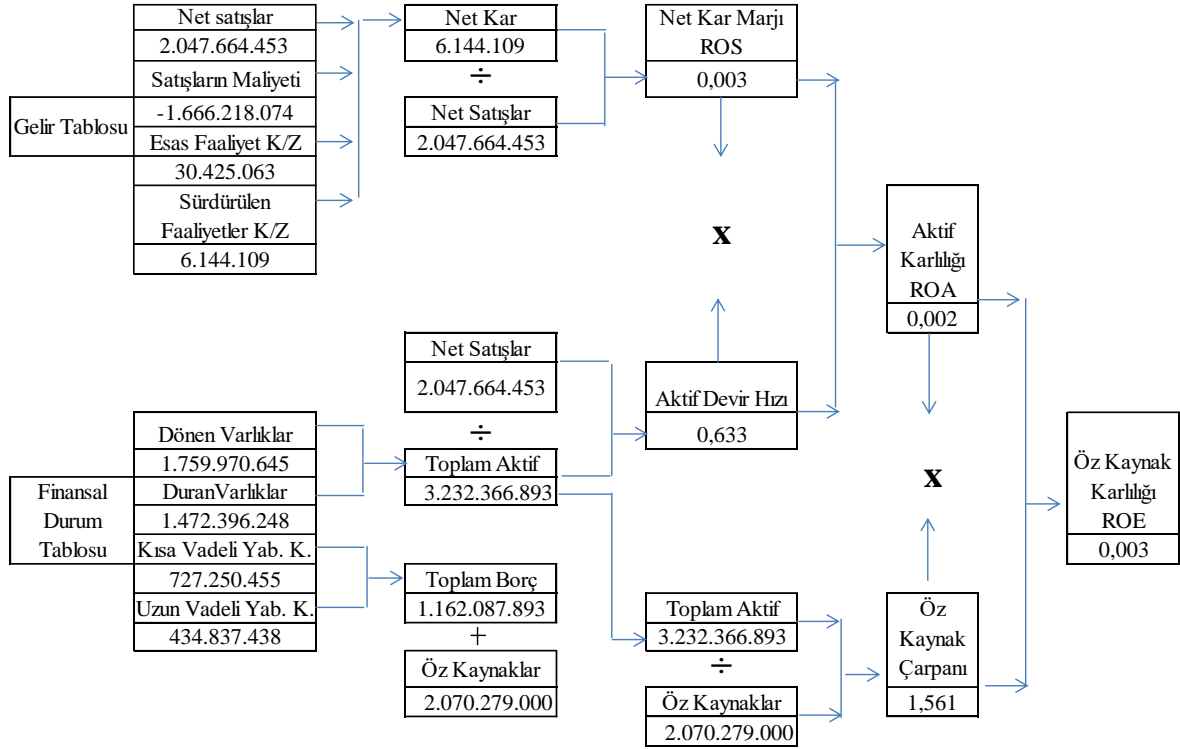 Gelir Tablosu
Net satışlar
2.047.664.453
Satışların Maliyeti
-1.666.218.074
Esas Faaliyet K/Z
30.425.063
Sürdürülen
Faaliyetler K/Z
6.144.109
Net Kar
6.144.109
÷
Net Satışlar
2.047.664.453
Net Kar Marjı
ROS
0,003
x
Aktif
Karlılığı
ROA
0,002
Net Satışlar
2.047.664.453
÷
Toplam Aktif
3.232.366.893
Aktif Devir Hızı
0,633
Finansal
Durum
Tablosu
Dönen Varlıklar
1.759.970.645
DuranVarlıklar
1.472.396.248
Kısa Vadeli Yab. K.
727.250.455
Uzun Vadeli Yab. K.
434.837.438
Toplam Borç
1.162.087.893
+
Öz Kaynaklar
2.070.279.000
Toplam Aktif
3.232.366.893
÷
Öz Kaynaklar
2.070.279.000
x
Öz
Kaynak
Çarpanı
1,561
Öz Kaynak
Karlılığı
ROE
0,003